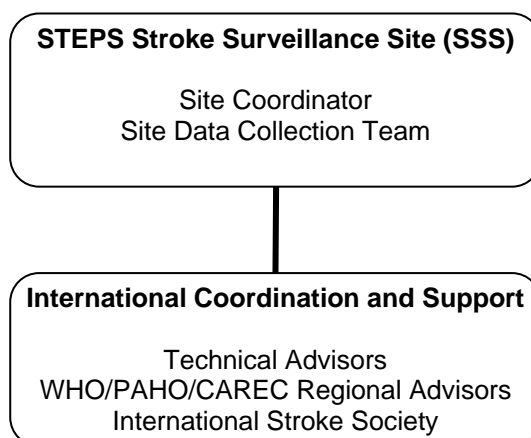 STEPS Stroke Surveillance Site (SSS)
Site Coordinator
Site Data Collection Team
International Coordination and Support
Technical Advisors
WHO/PAHO/CAREC Regional Advisors
International Stroke Society